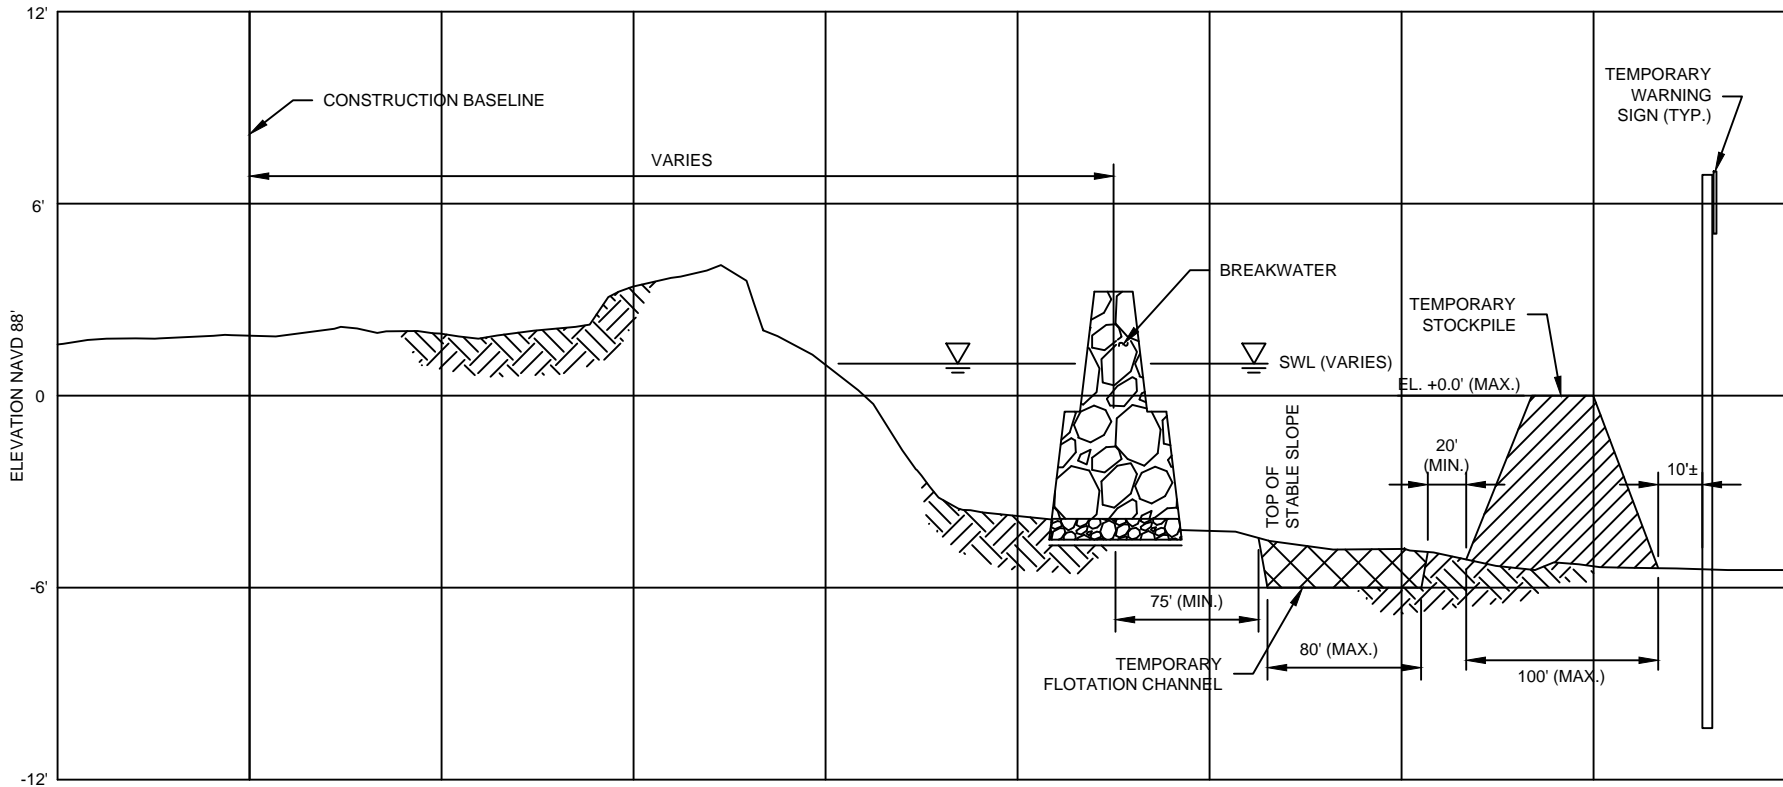 12'
TEMPORARY
WARNING
SIGN (TYP.)
CONSTRUCTION BASELINE
VARIES
6'
BREAKWATER
TEMPORARY
STOCKPILE
SWL (VARIES)
EL. +0.0' (MAX.)
0
ELEVATION NAVD 88'
TOP OF
STABLE SLOPE
20'
(MIN.)
10'±
-6'
75' (MIN.)
80' (MAX.)
TEMPORARY
FLOTATION CHANNEL
100' (MAX.)
-12'